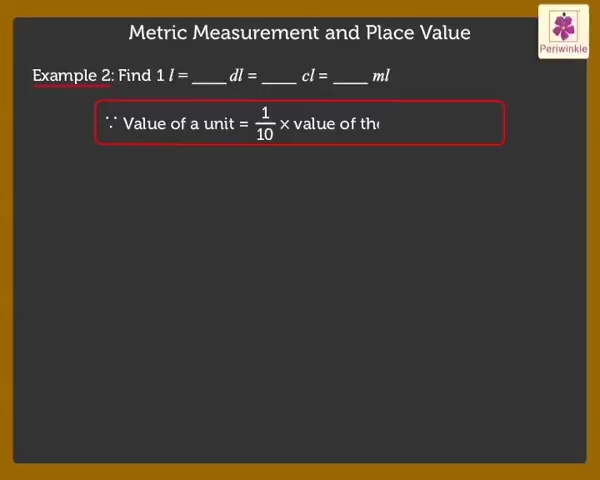 Metric Measurement and Place Value
Periwinkle
Example 2: Find 1 l = ____ dl = ____ cl = ____ ml
∵ Value of a unit = 1/10 × value of the